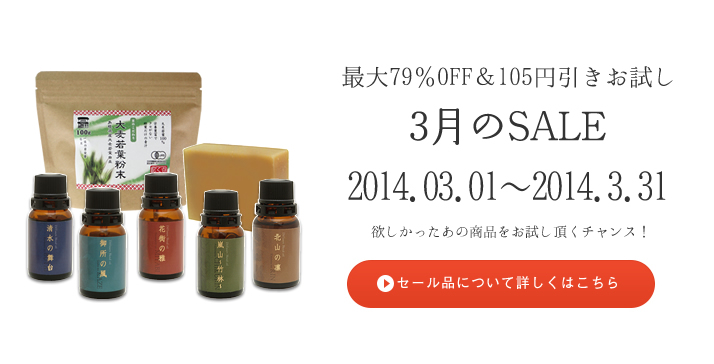 最大79%OFF＆105円引きお試し
3月のSALE
2014.03.01～2014.3.31
欲しかったあの商品をお試し頂くチャンス！
セール品について詳しくはこちら
100g
大麦若葉粉末
清水の舞台
御所の風
花街の雅
嵐山～竹林～
北山の凛